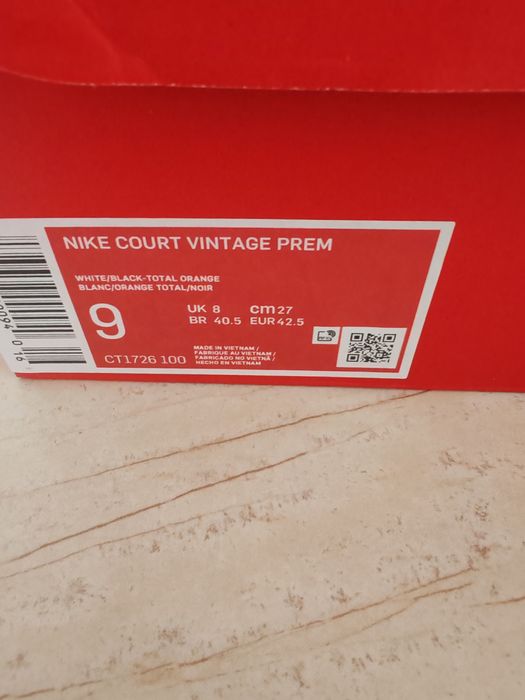 NIKE COURT VINTAGE PREM
WHITE/BLACK-TOTAL ORANGE
BLANC/ORANGE TOTAL/NOIR
9
UK 8 cm 27
BR 40.5 EUR 42.5
CT1726 100
MADE IN VIETNAM /
FABRIQUE AU VIETNAM /
FABRICADO NO VIETNÃ /
HECHO EN VIETNAM